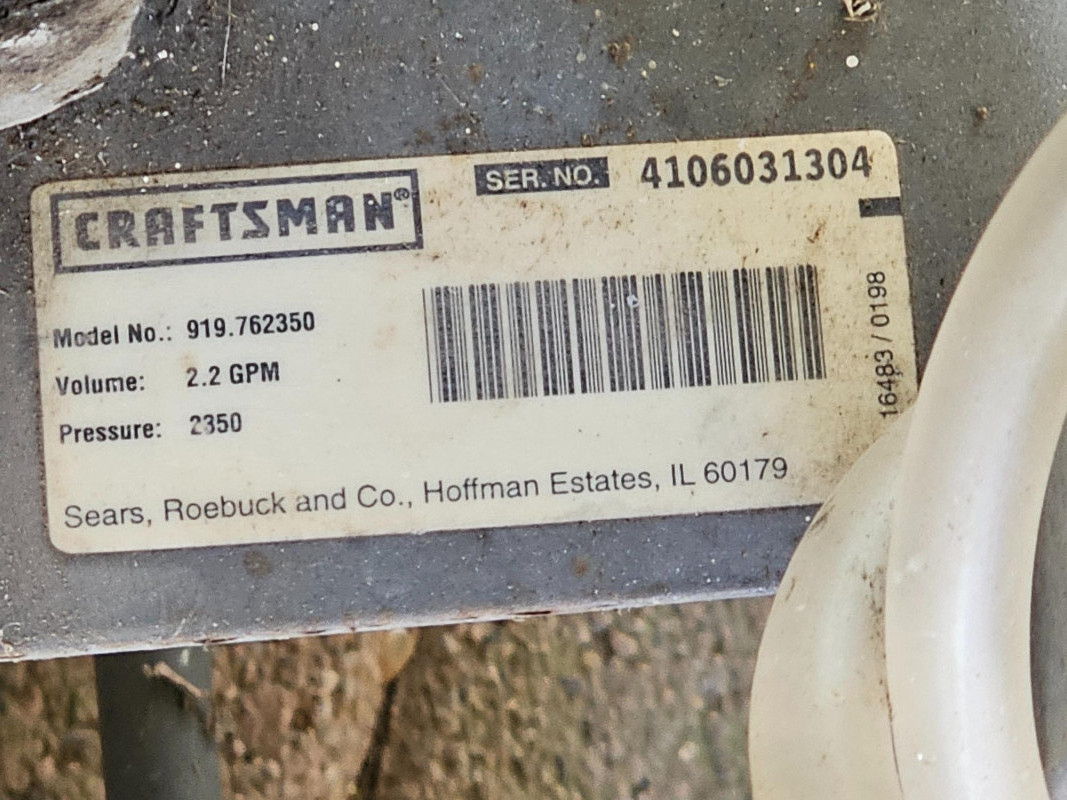 CRAFTSMAN®
SER. NO. 4106031304
Model No.: 919.762350
Volume: 2.2 GPM
Pressure: 2350
16483 / 0198
Sears, Roebuck and Co., Hoffman Estates, IL 60179